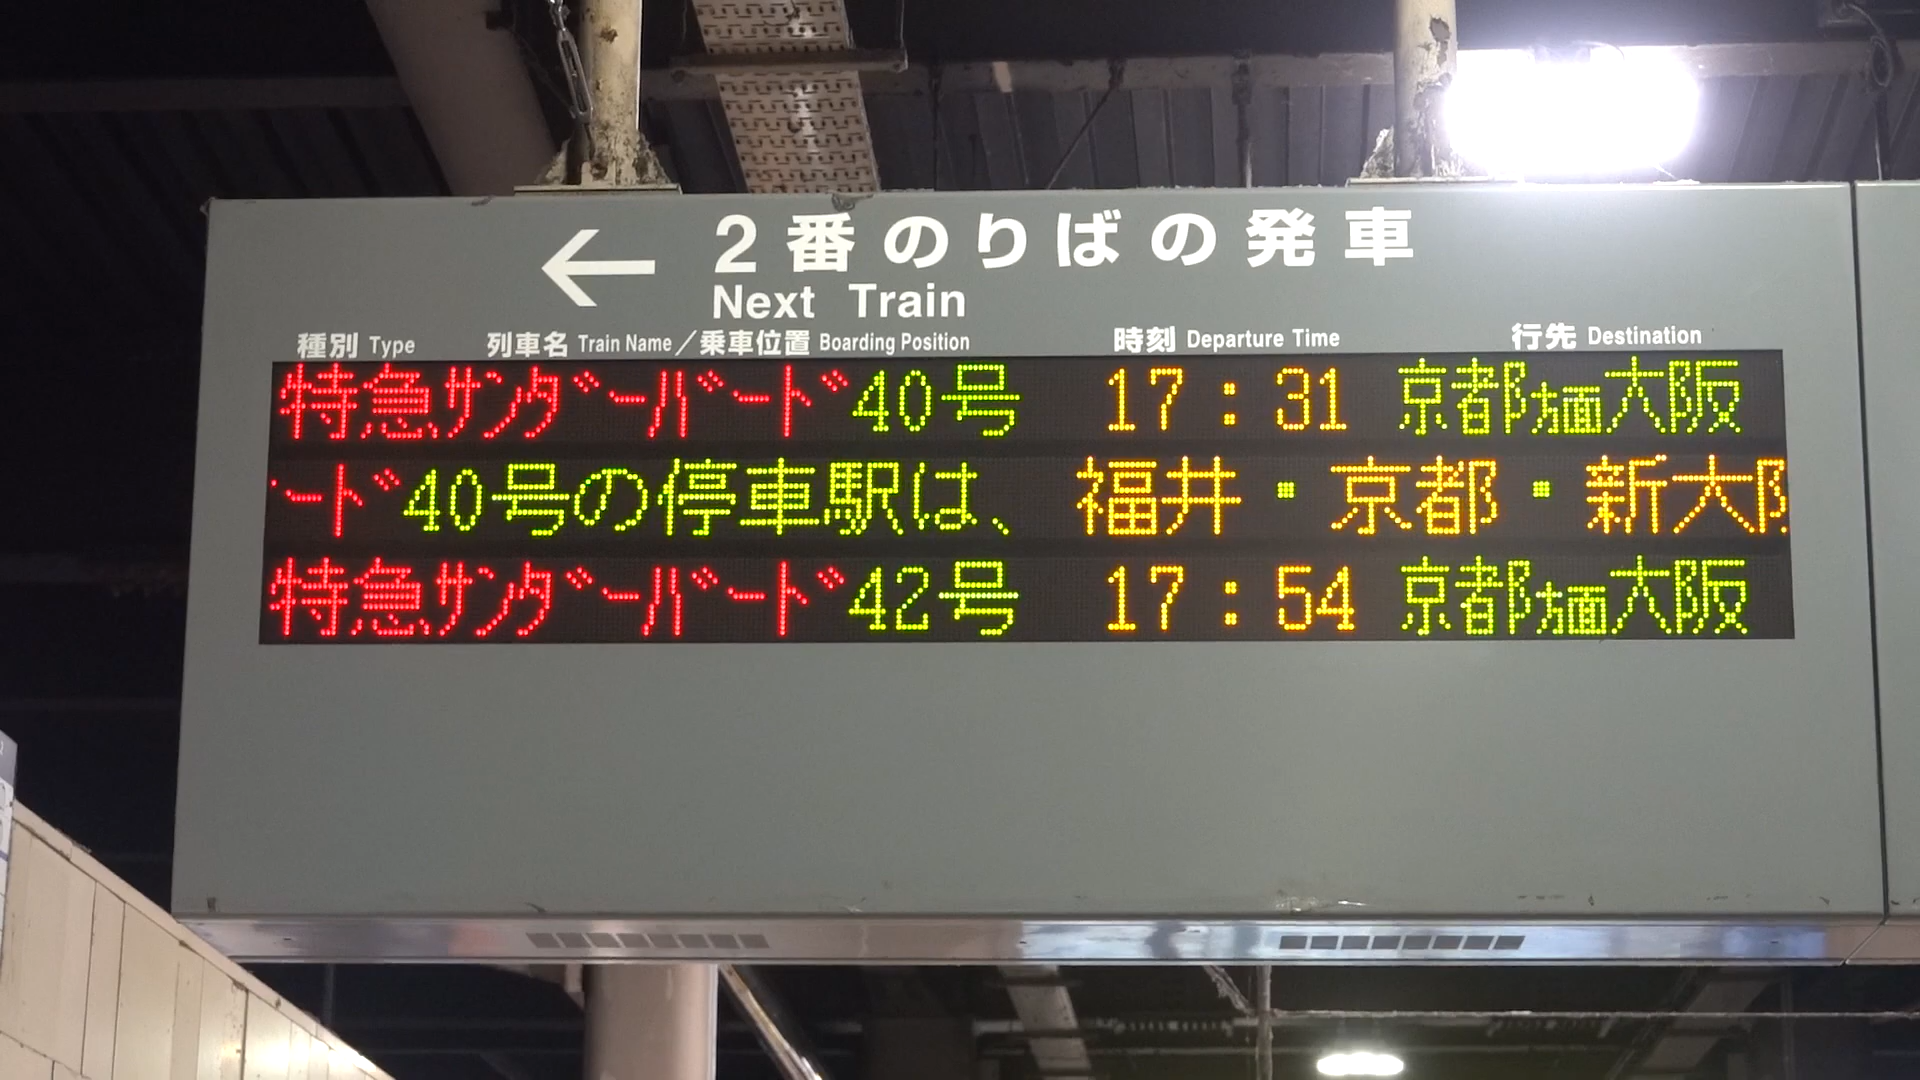 ← 2番のりばの発車
Next Train
種別 Type 列車名 Train Name／乗車位置 Boarding Position 時刻 Departure Time 行先 Destination
特急サンダーバード40号 17:31 京都方面大阪
ード40号の停車駅は、福井・京都・新大阪
特急サンダーバード42号 17:54 京都方面大阪